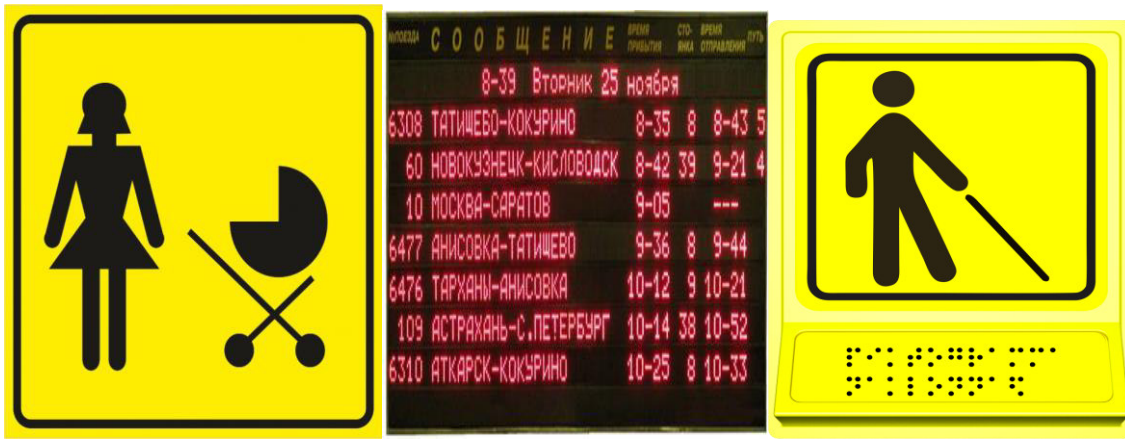 №ПОЕЗДА СООБЩЕНИЕ ВРЕМЯ ПРИБЫТИЯ СТО-ЯНКА ВРЕМЯ ОТПРАВЛЕНИЯ ПУТЬ
8-39 Вторник 25 ноября
6308 ТАТИЩЕВО-КОКУРИНО 8-35 8 8-43 5
60 НОВОКУЗНЕЦК-КИСЛОВОДСК 8-42 39 9-21 4
10 МОСКВА-САРАТОВ 9-05 ---
6477 АНИСОВКА-ТАТИЩЕВО 9-36 8 9-44
6476 ТАРХАНЫ-АНИСОВКА 10-12 9 10-21
109 АСТРАХАНЬ-С.ПЕТЕРБУРГ 10-14 38 10-52
6310 АТКАРСК-КОКУРИНО 10-25 8 10-33